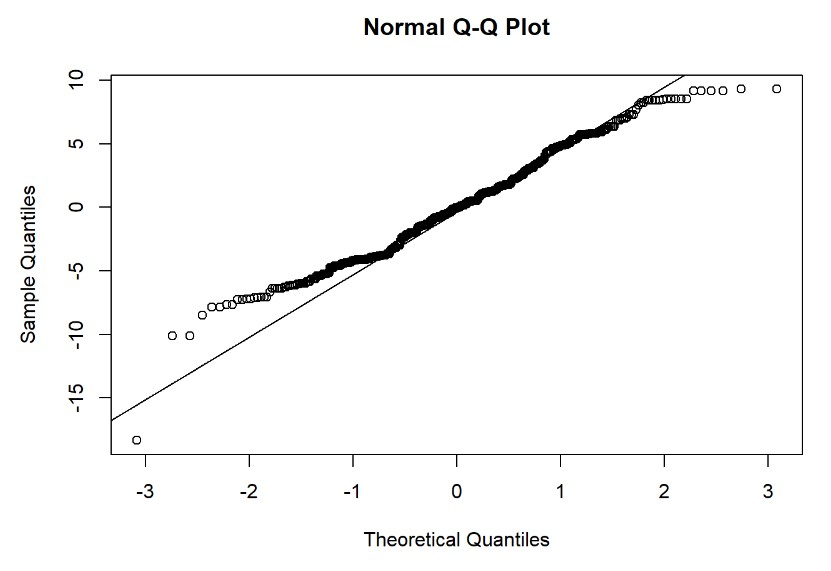 Normal Q-Q Plot
10
5
0
-5
-10
-15
Sample Quantiles
-3 -2 -1 0 1 2 3
Theoretical Quantiles